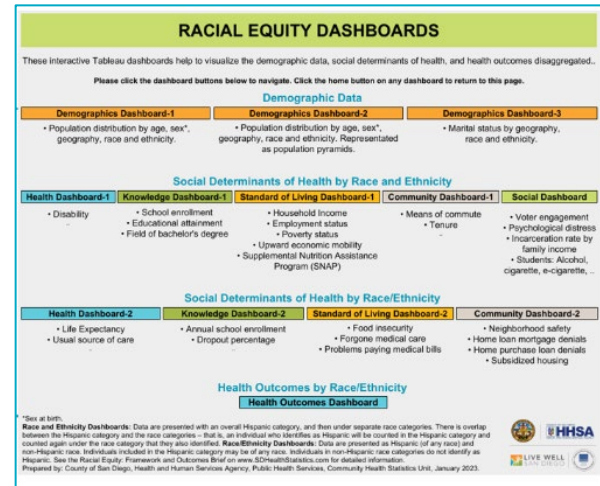 RACIAL EQUITY DASHBOARDS
These interactive Tableau dashboards help to visualize the demographic data, social determinants of health, and health outcomes disaggregated..
Please click the dashboard buttons below to navigate. Click the home button on any dashboard to return to this page.
Demographic Data
Demographics Dashboard-1
• Population distribution by age, sex*,
geography, race and ethnicity.
Demographics Dashboard-2
• Population distribution by age, sex*,
geography, race and ethnicity. Representated
as population pyramids.
Demographics Dashboard-3
• Marital status by geography,
race and ethnicity.
Social Determinants of Health by Race and Ethnicity
Health Dashboard-1
• Disability
Knowledge Dashboard-1
• School enrollment
• Educational attainment
• Field of bachelor's degree
Standard of Living Dashboard-1
• Household Income
• Employment status
• Poverty status
• Upward economic mobility
• Supplemental Nutrition Assistance
Program (SNAP)
Community Dashboard-1
• Means of commute
• Tenure
Social Dashboard
• Voter engagement
• Psychological distress
• Incarceration rate by
family income
• Students: Alcohol,
cigarette, e-cigarette, ..
Social Determinants of Health by Race/Ethnicity
Health Dashboard-2
• Life Expectancy
• Usual source of care
Knowledge Dashboard-2
• Annual school enrollment
• Dropout percentage
Standard of Living Dashboard-2
• Food insecurity
• Forgone medical care
• Problems paying medical bills
Community Dashboard-2
• Neighborhood safety
• Home loan mortgage denials
• Home purchase loan denials
• Subsidized housing
Health Outcomes by Race/Ethnicity
Health Outcomes Dashboard
*Sex at birth.
Race and Ethnicity Dashboards: Data are presented with an overall Hispanic category, and then under separate race categories. There is overlap
between the Hispanic category and the race categories – that is, an individual who identifies as Hispanic will be counted in the Hispanic category and
counted again under the race category that they also identified. Race/Ethnicity Dashboards: Data are presented as Hispanic (of any race) and
non-Hispanic race. Individuals included in the Hispanic category may be of any race. Individuals in non-Hispanic race categories do not identify as
Hispanic. See the Racial Equity: Framework and Outcomes Brief on www.SDHealthStatistics.com for detailed information.
Prepared by: County of San Diego, Health and Human Services Agency, Public Health Services, Community Health Statistics Unit, January 2023.
HHSA
LIVE WELL
SAN DIEGO